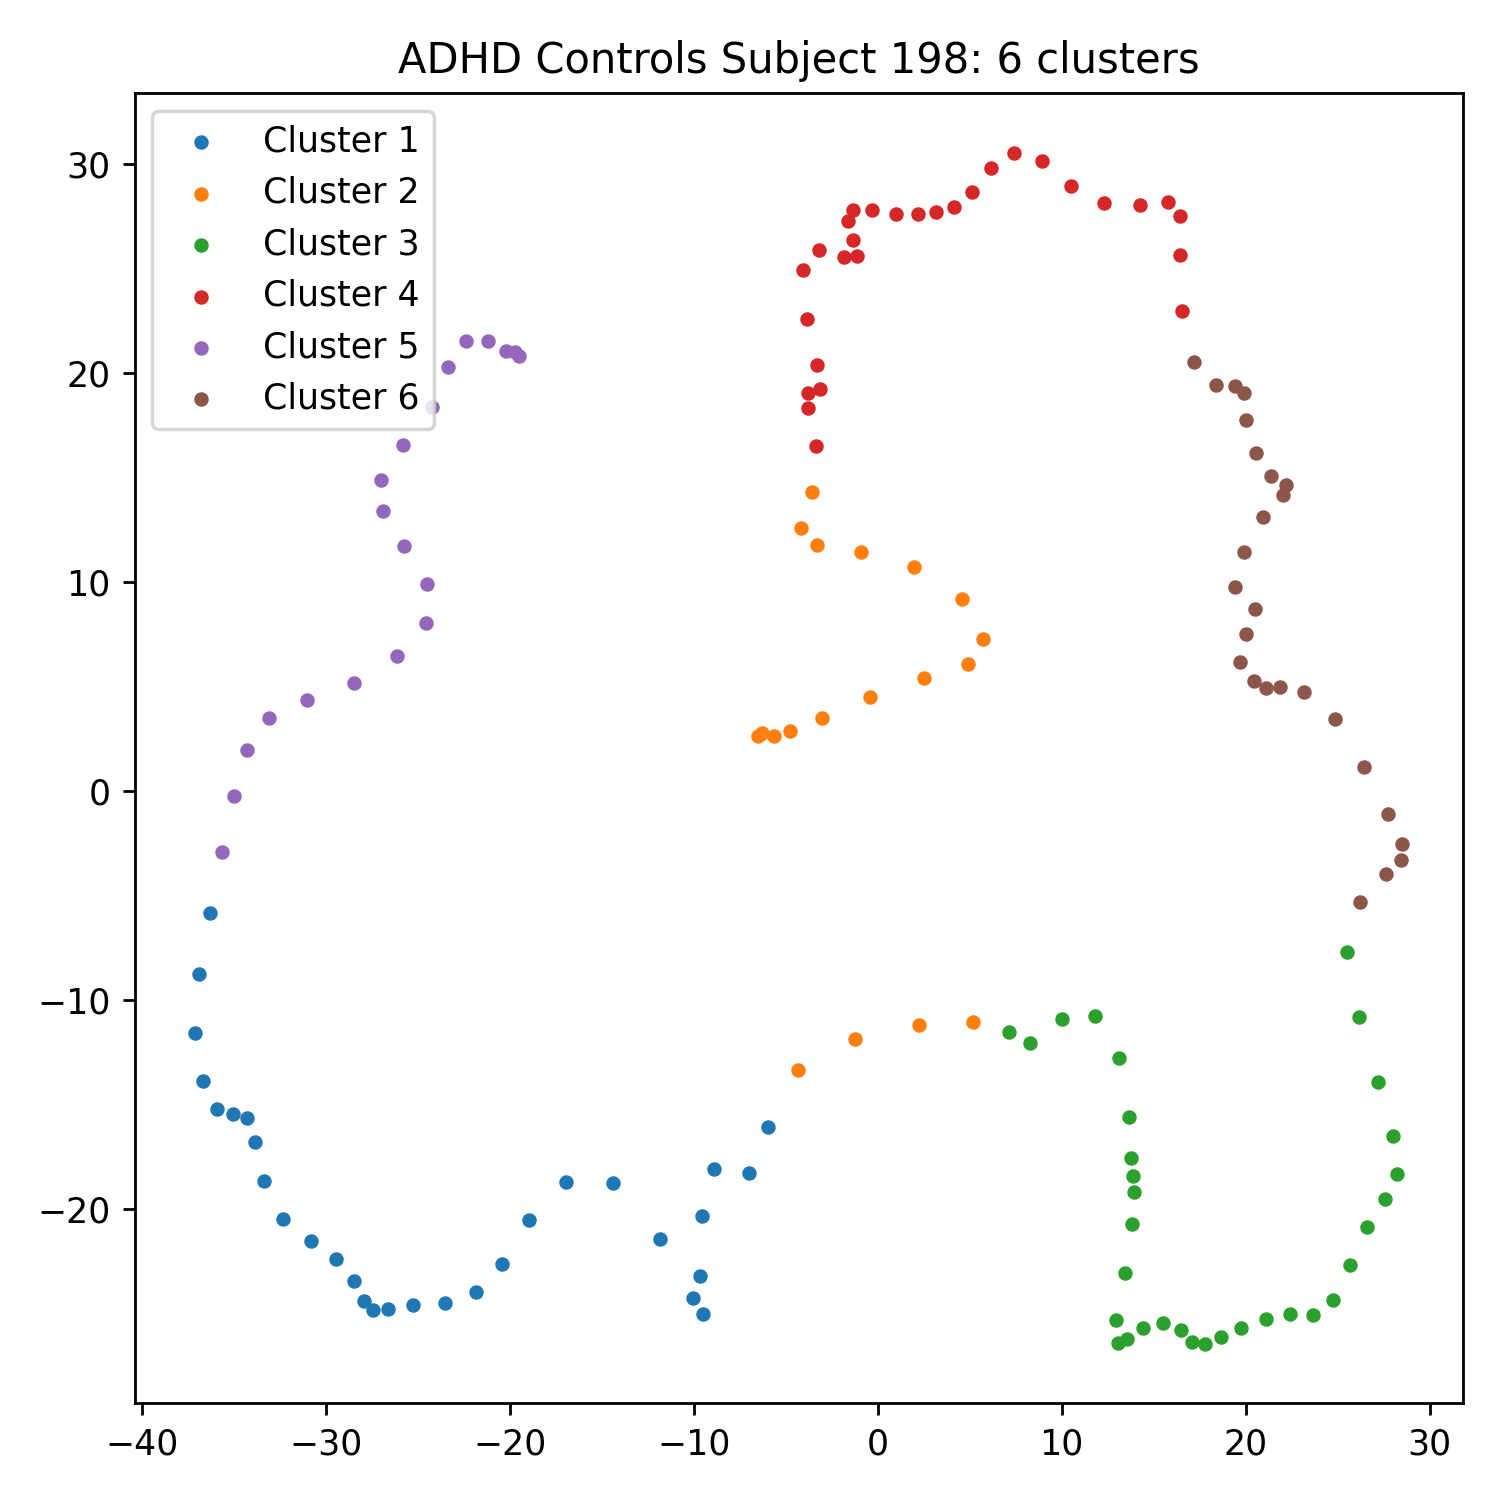 ADHD Controls Subject 198: 6 clusters
Cluster 1
Cluster 2
Cluster 3
Cluster 4
Cluster 5
Cluster 6
30
20
10
0
−10
−20
−40 −30 −20 −10 0 10 20 30